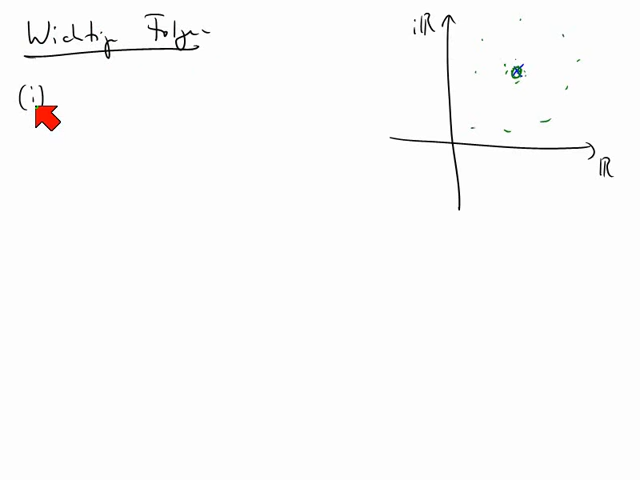 Wichtige Folgen
(i)
iℝ
ℝ